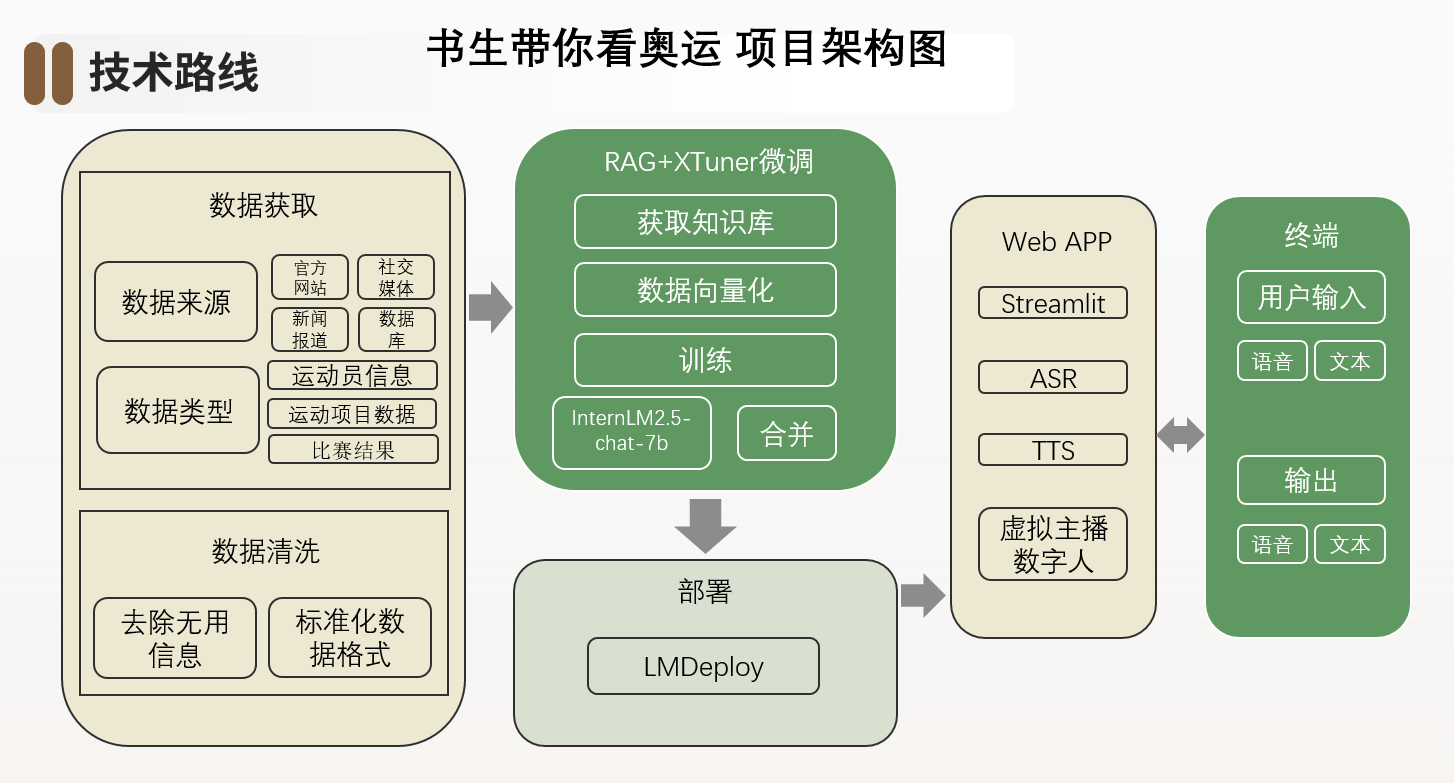 书生带你看奥运 项目架构图
技术路线
数据获取
数据来源
官方
网站
社交
媒体
新闻
报道
数据
库
数据类型
运动员信息
运动项目数据
比赛结果
数据清洗
去除无用
信息
标准化数
据格式
RAG+XTuner微调
获取知识库
数据向量化
训练
InternLM2.5-
chat-7b
合并
部署
LMDeploy
Web APP
Streamlit
ASR
TTS
虚拟主播
数字人
终端
用户输入
语音
文本
输出
语音
文本